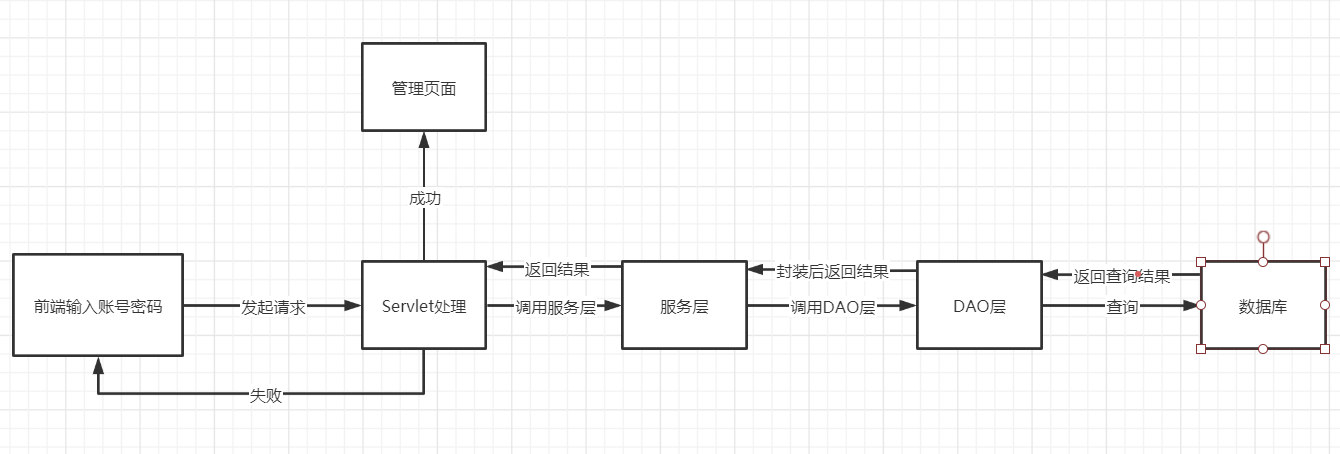 管理页面
成功
返回结果
封装后返回结果
返回查询结果
前端输入账号密码
发起请求
Servlet处理
调用服务层
服务层
调用DAO层
DAO层
查询
数据库
失败